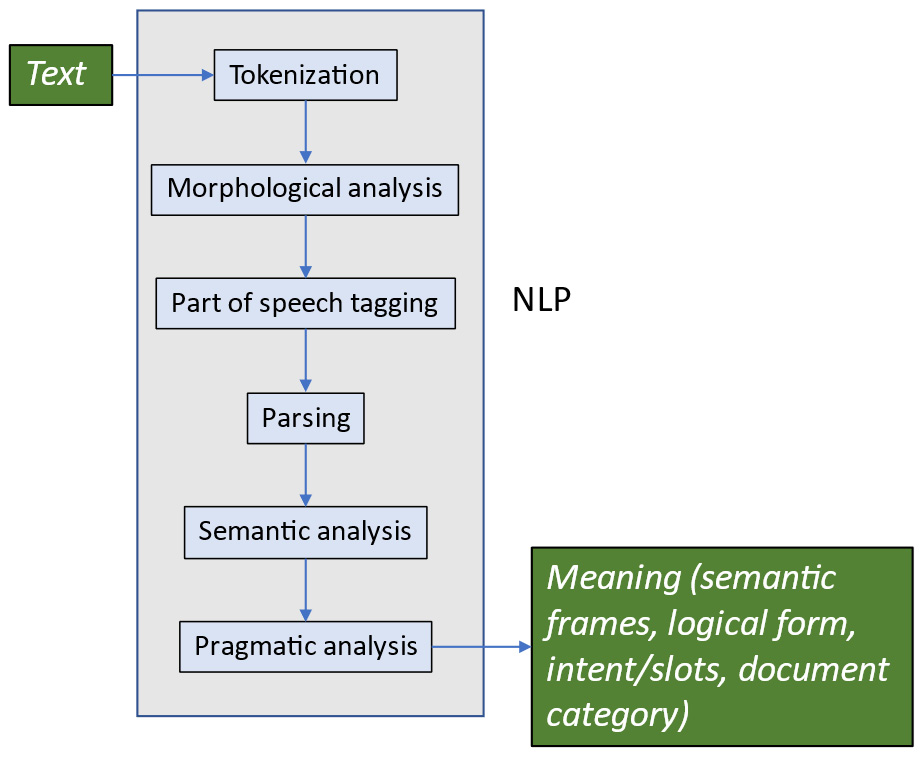 Text
Tokenization
Morphological analysis
Part of speech tagging
NLP
Parsing
Semantic analysis
Pragmatic analysis
Meaning (semantic
frames, logical form,
intent/slots, document
category)